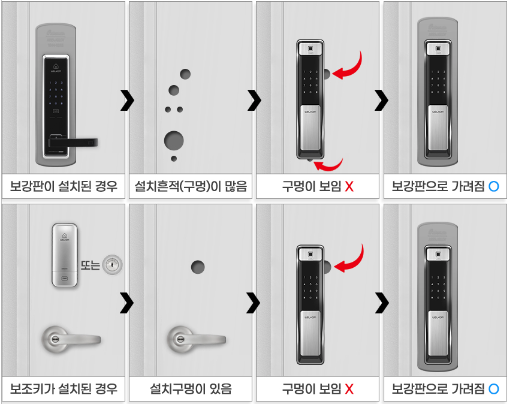 보강판이 설치된 경우
설치흔적(구멍)이 많음
구멍이 보임 X
보강판으로 가려짐 O
또는
보조키가 설치된 경우
설치구멍이 있음
구멍이 보임 X
보강판으로 가려짐 O